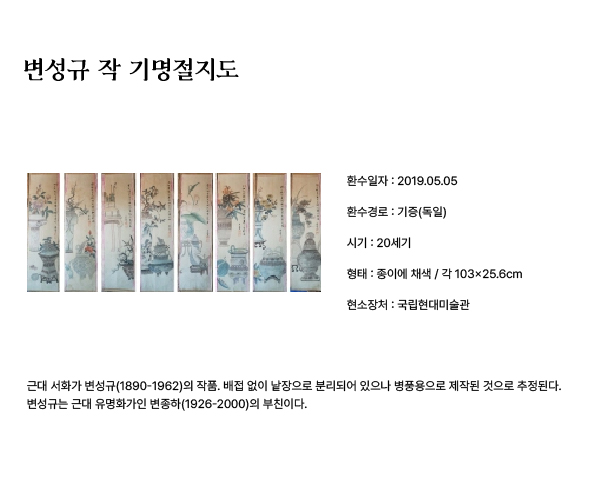 변성규 작 기명절지도
환수일자 : 2019.05.05
환수경로 : 기증(독일)
시기 : 20세기
형태 : 종이에 채색 / 각 103×25.6cm
현소장처 : 국립현대미술관
근대 서화가 변성규(1890-1962)의 작품. 배접 없이 낱장으로 분리되어 있으나 병풍용으로 제작된 것으로 추정된다.
변성규는 근대 유명화가인 변종하(1926-2000)의 부친이다.